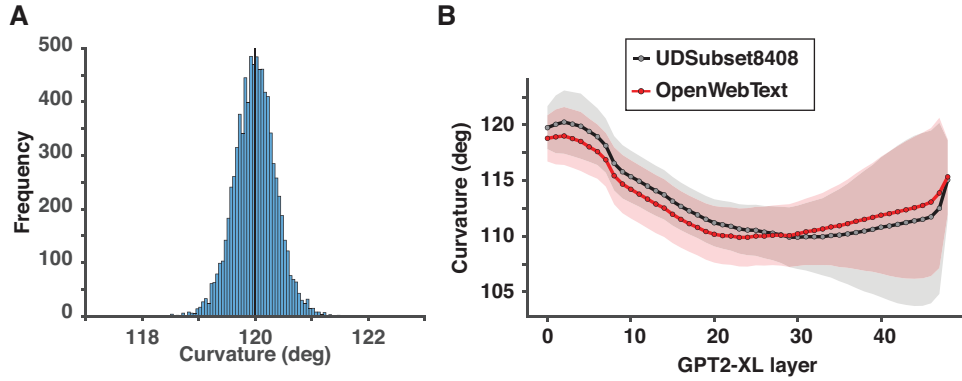 A
500
400
300
200
100
0
Frequency
118
120
122
Curvature (deg)
B
UDSubset8408
OpenWebText
120
115
110
105
Curvature (deg)
0
10
20
30
40
GPT2-XL layer